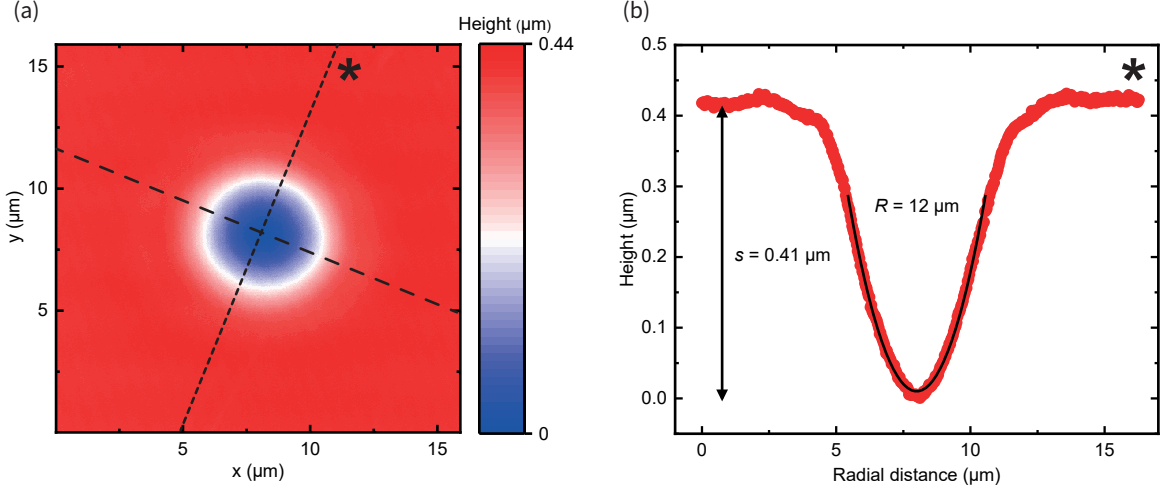 (a)
Height (μm)
0.44
0
*
15
10
5
y (μm)
5
10
15
x (μm)
(b)
0.5
0.4
0.3
0.2
0.1
0.0
Height (μm)
*
R = 12 μm
s = 0.41 μm
0
5
10
15
Radial distance (μm)